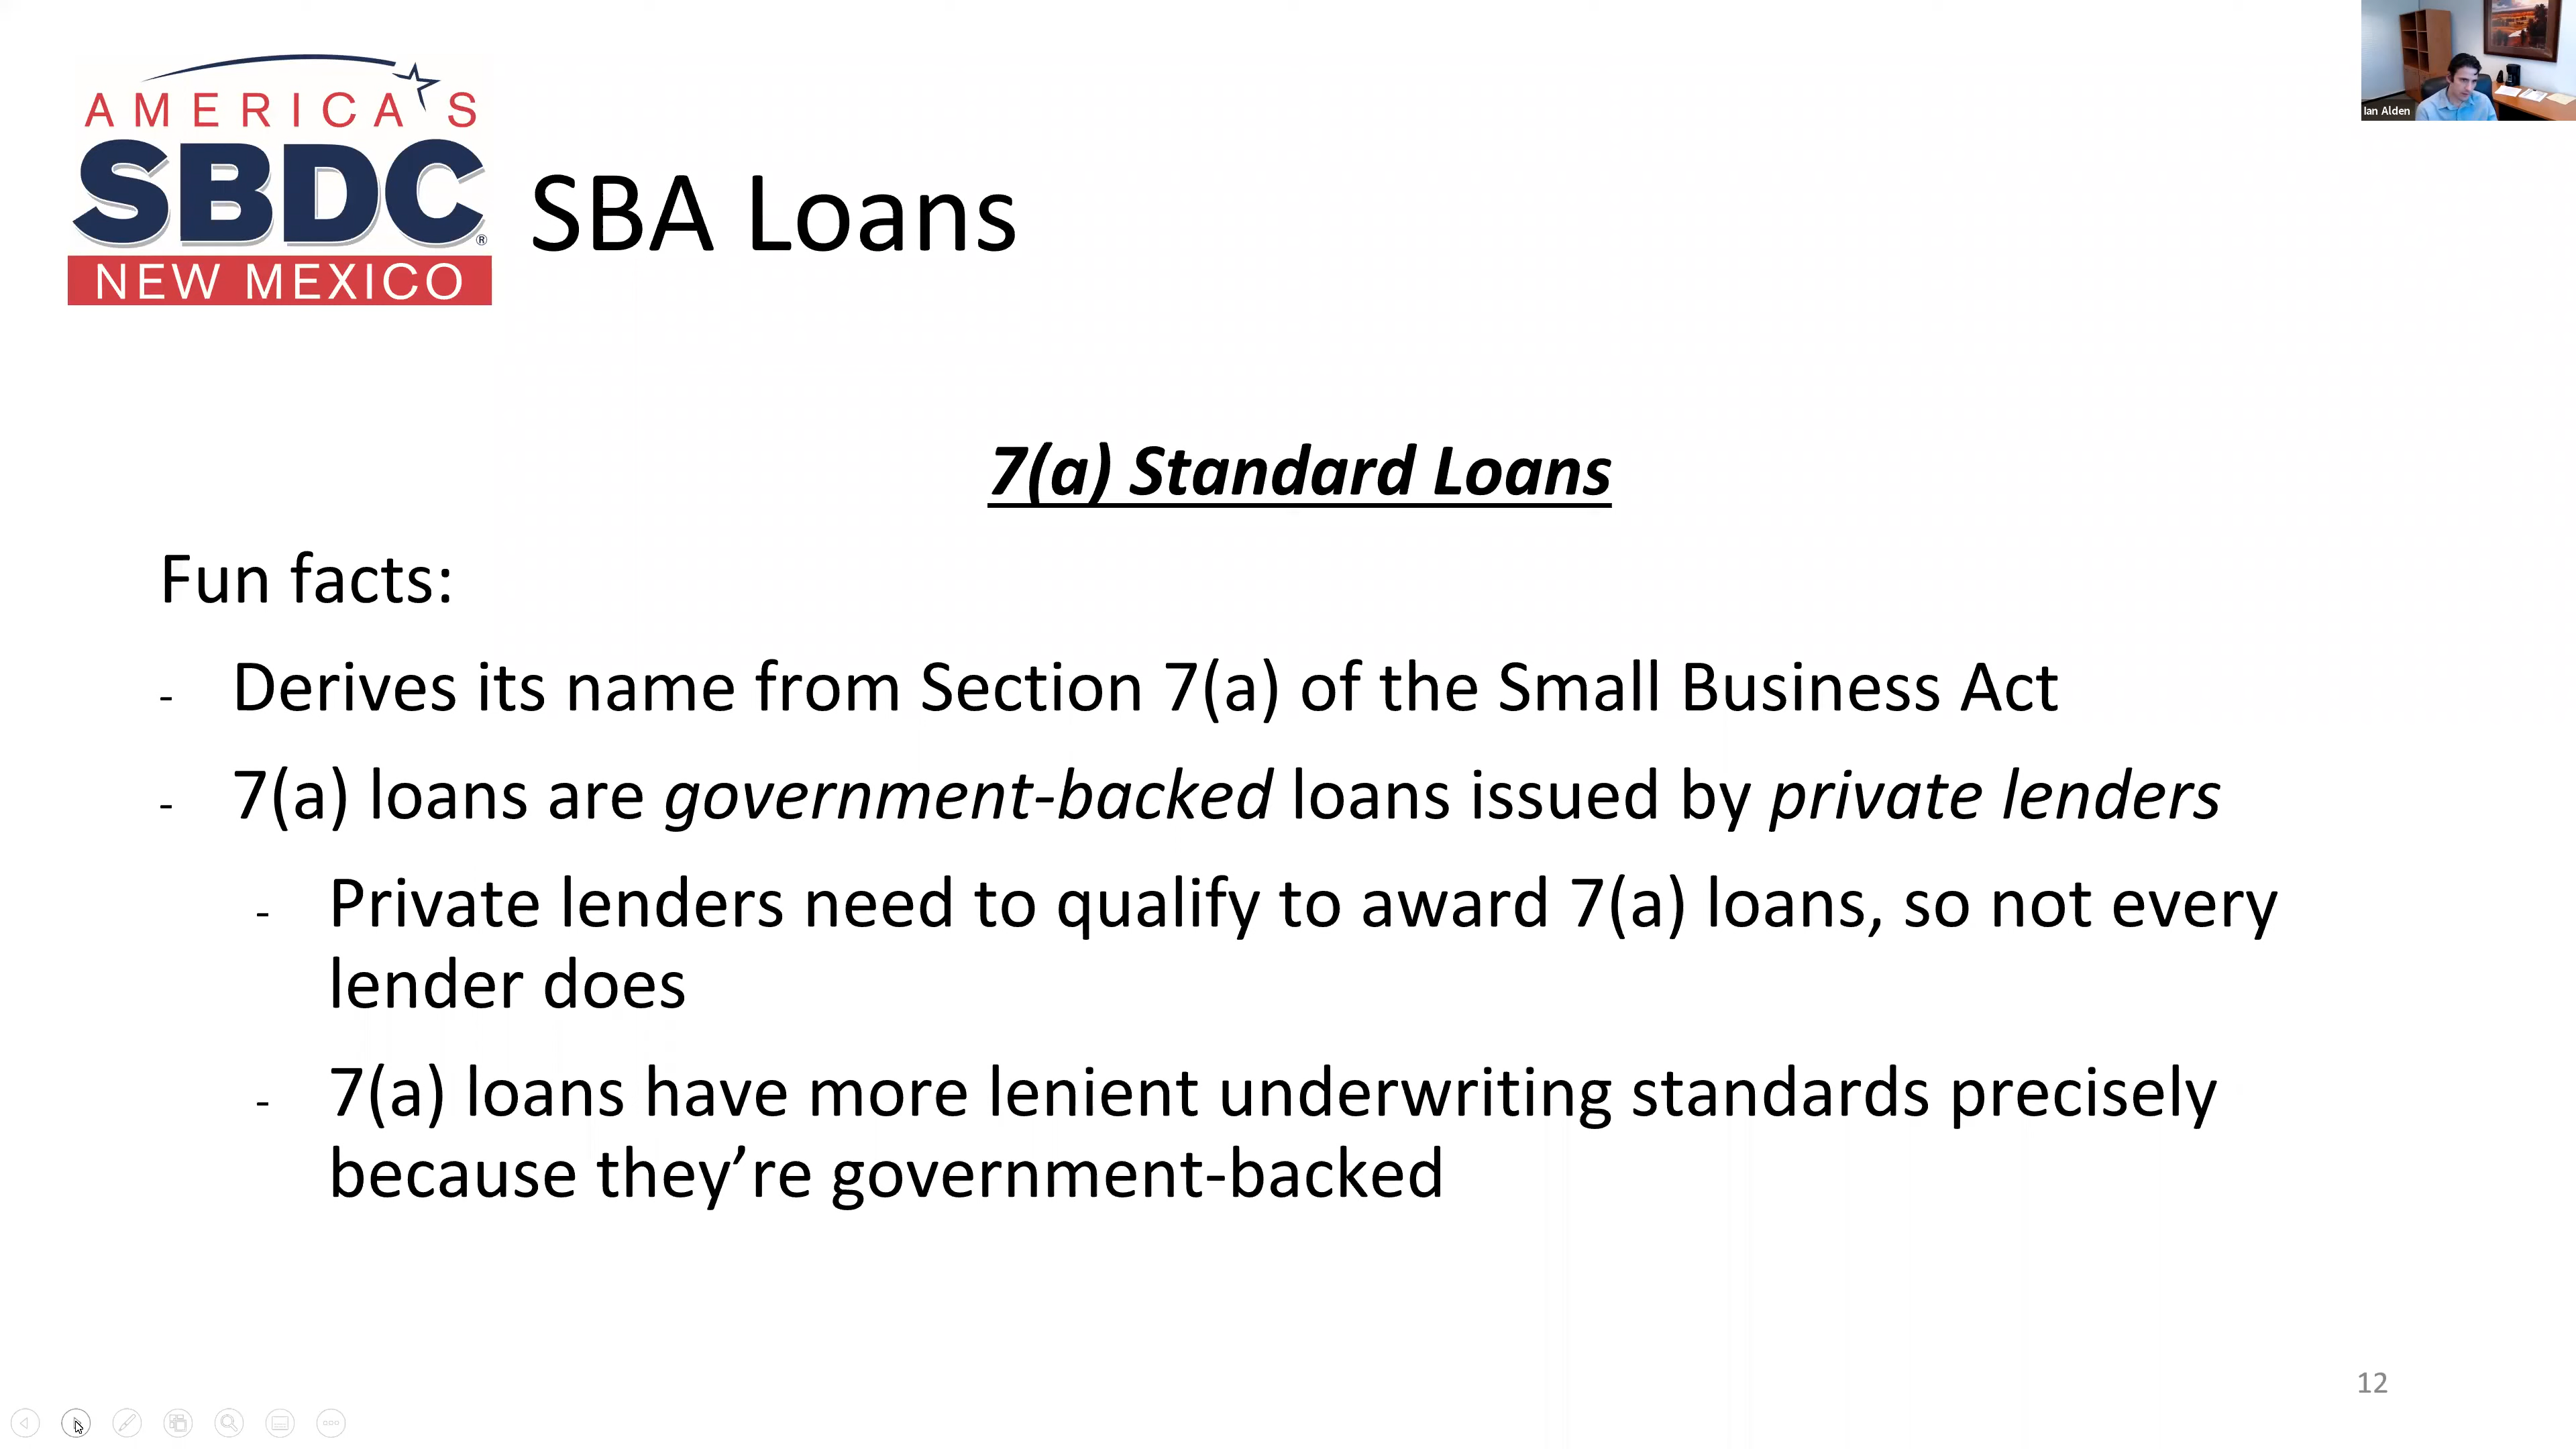 AMERICA'S
SBDC®
NEW MEXICO
SBA Loans
Ian Alden
7(a) Standard Loans
Fun facts:
- Derives its name from Section 7(a) of the Small Business Act
- 7(a) loans are government-backed loans issued by private lenders
- Private lenders need to qualify to award 7(a) loans, so not every
lender does
- 7(a) loans have more lenient underwriting standards precisely
because they’re government-backed
12